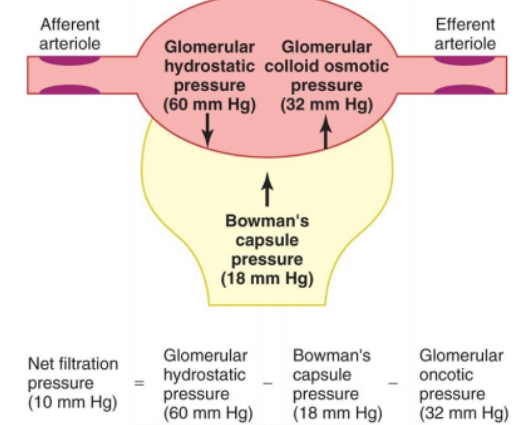 Afferent
arteriole
Efferent
arteriole
Glomerular
hydrostatic
pressure
(60 mm Hg)
Glomerular
colloid osmotic
pressure
(32 mm Hg)
Bowman's
capsule
pressure
(18 mm Hg)
Net filtration
pressure
(10 mm Hg)
=
Glomerular
hydrostatic
pressure
(60 mm Hg)
–
Bowman's
capsule
pressure
(18 mm Hg)
–
Glomerular
oncotic
pressure
(32 mm Hg)